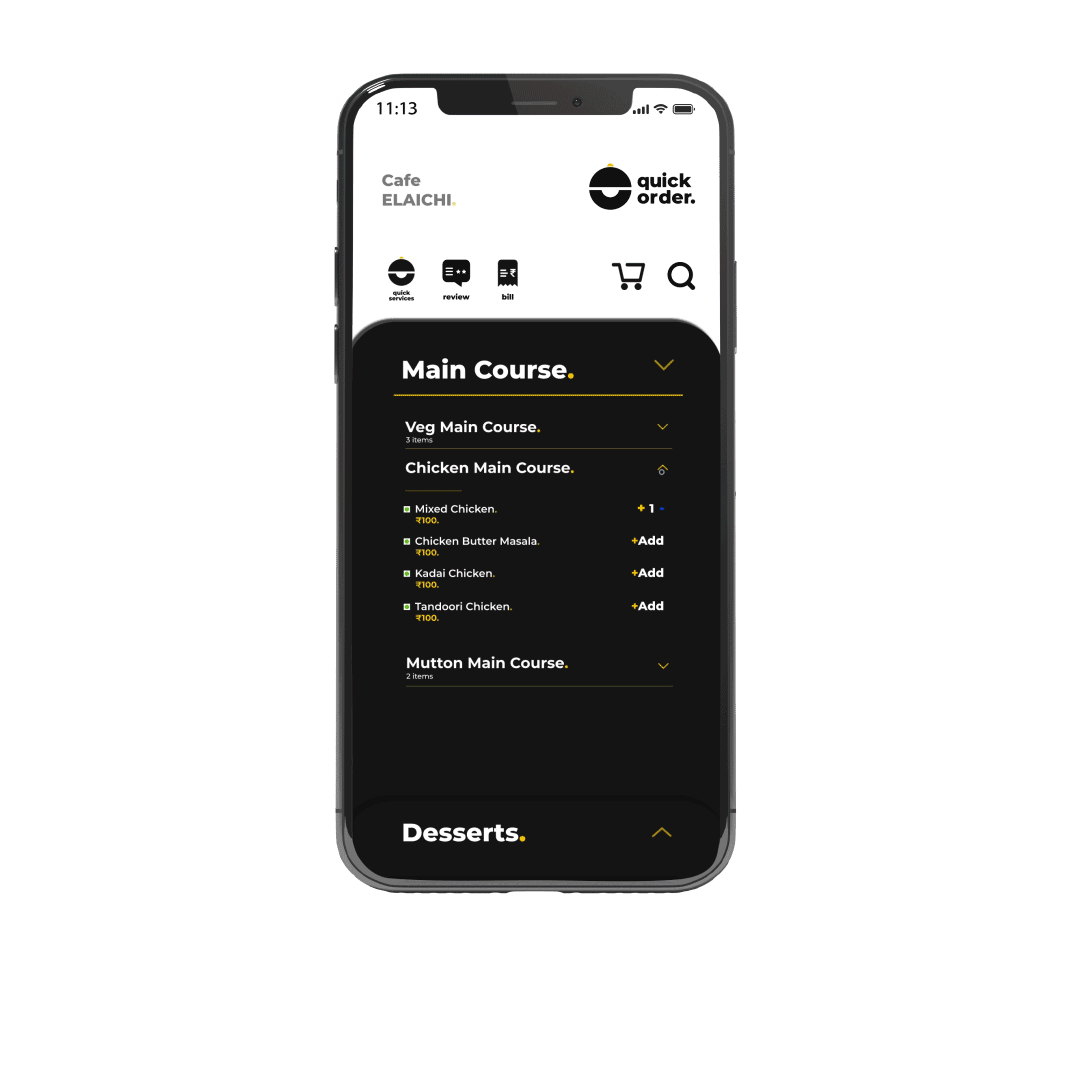 11:13
Cafe
ELAICHI.
quick
order.
quick
services
review
bill
Main Course.
Veg Main Course.
3 items
Chicken Main Course.
Mixed Chicken.
+ 1 -
₹100.
Chicken Butter Masala.
+Add
₹100.
Kadai Chicken.
+Add
₹100.
Tandoori Chicken.
+Add
₹100.
Mutton Main Course.
2 items
Desserts.